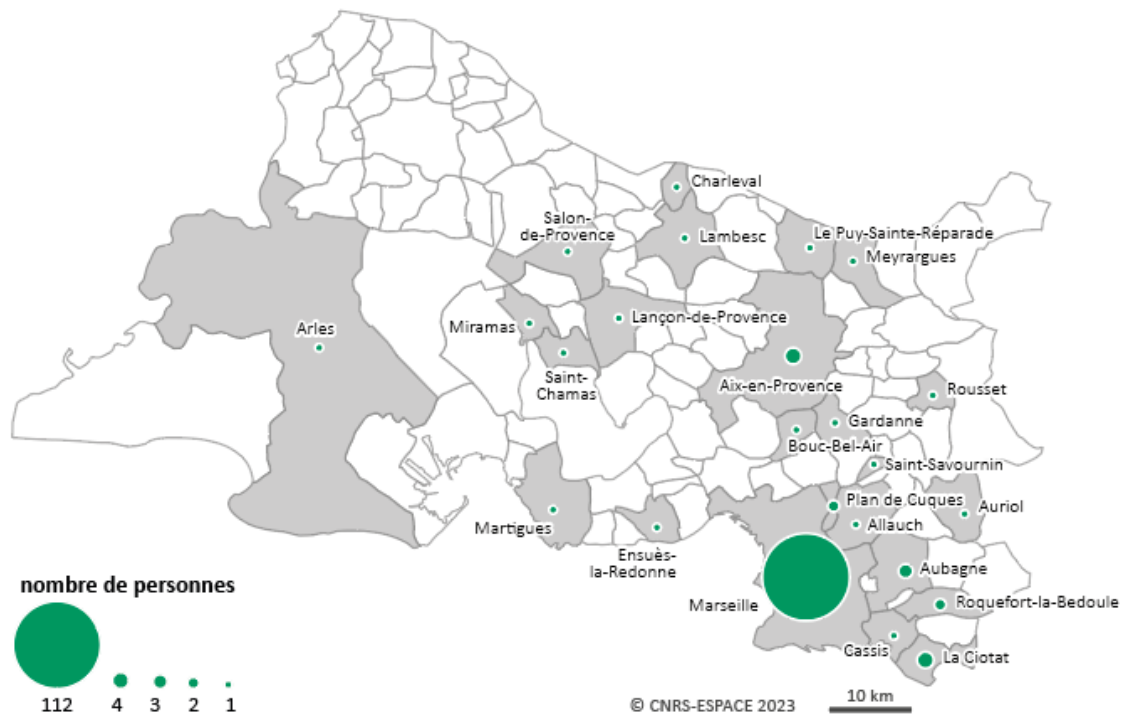 Charleval
Salon-
de-Provence
Lambesc
Le Puy-Sainte-Réparade
Meyrargues
Arles
Miramas
Lançon-de-Provence
Saint-
Chamas
Aix-en-Provence
Rousset
Gardanne
Bouc-Bel-Air
Saint-Savournin
Plan de Cuques
Auriol
Allauch
Martigues
Ensuès-
la-Redonne
Aubagne
Marseille
Roquefort-la-Bedoule
Cassis
La Ciotat
nombre de personnes
112 4 3 2 1
© CNRS-ESPACE 2023
10 km